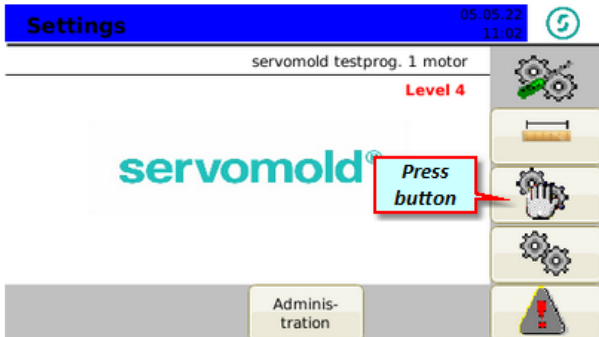 Settings
05.05.22
11:02
servomold testprog. 1 motor
Level 4
servomold®
Press
button
Adminis-
tration